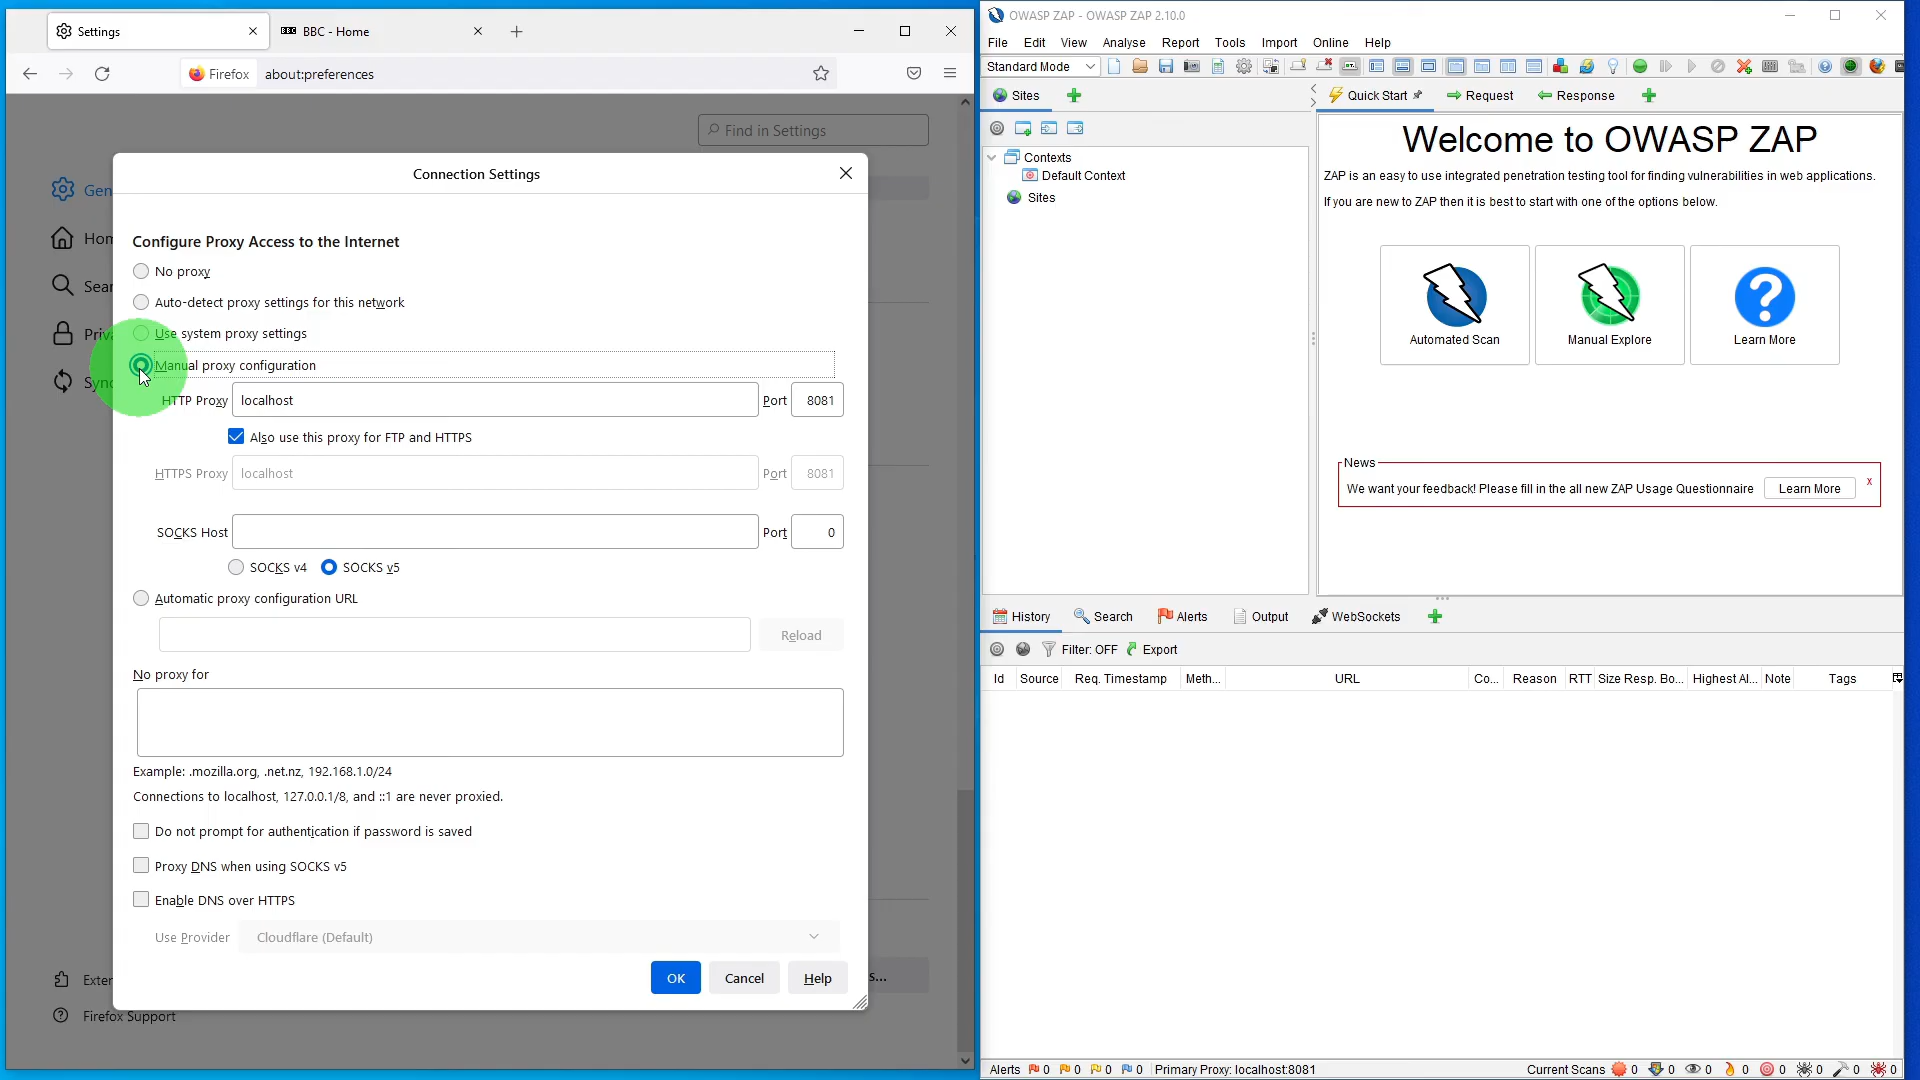 Settings
BBC BBC - Home
Firefox about:preferences
Find in Settings
Gen
Hom
Sear
Priva
Sync
Exten
Firefox Support
s...
Connection Settings
Configure Proxy Access to the Internet
No proxy
Auto-detect proxy settings for this network
Use system proxy settings
Manual proxy configuration
HTTP Proxy localhost Port 8081
Also use this proxy for FTP and HTTPS
HTTPS Proxy localhost Port 8081
SOCKS Host Port 0
SOCKS v4 SOCKS v5
Automatic proxy configuration URL
Reload
No proxy for
Example: .mozilla.org, .net.nz, 192.168.1.0/24
Connections to localhost, 127.0.0.1/8, and ::1 are never proxied.
Do not prompt for authentication if password is saved
Proxy DNS when using SOCKS v5
Enable DNS over HTTPS
Use Provider Cloudflare (Default)
OK Cancel Help
OWASP ZAP - OWASP ZAP 2.10.0
File Edit View Analyse Report Tools Import Online Help
Standard Mode
Sites
Quick Start Request Response
Contexts
Default Context
Sites
Welcome to OWASP ZAP
ZAP is an easy to use integrated penetration testing tool for finding vulnerabilities in web applications.
If you are new to ZAP then it is best to start with one of the options below.
Automated Scan Manual Explore Learn More
News
We want your feedback! Please fill in the all new ZAP Usage Questionnaire Learn More x
History Search Alerts Output WebSockets
Filter: OFF Export
Id Source Req. Timestamp Meth... URL Co... Reason RTT Size Resp. Bo... Highest Al... Note Tags
Alerts 0 0 0 0 Primary Proxy: localhost:8081 Current Scans 0 0 0 0 0 0 0 0